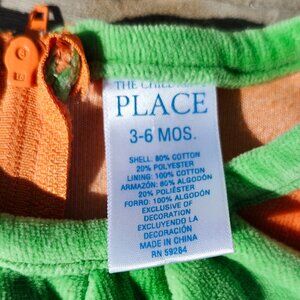 THE
PLACE
3-6 MOS.
SHELL: 80% COTTON
20% POLYESTER
LINING: 100% COTTON
ARMAZÓN: 80% ALGODÓN
20% POLIÉSTER
FORRO: 100% ALGODÓN
EXCLUSIVE OF
DECORATION
EXCLUYENDO LA
DECORACIÓN
MADE IN CHINA
RN 59284